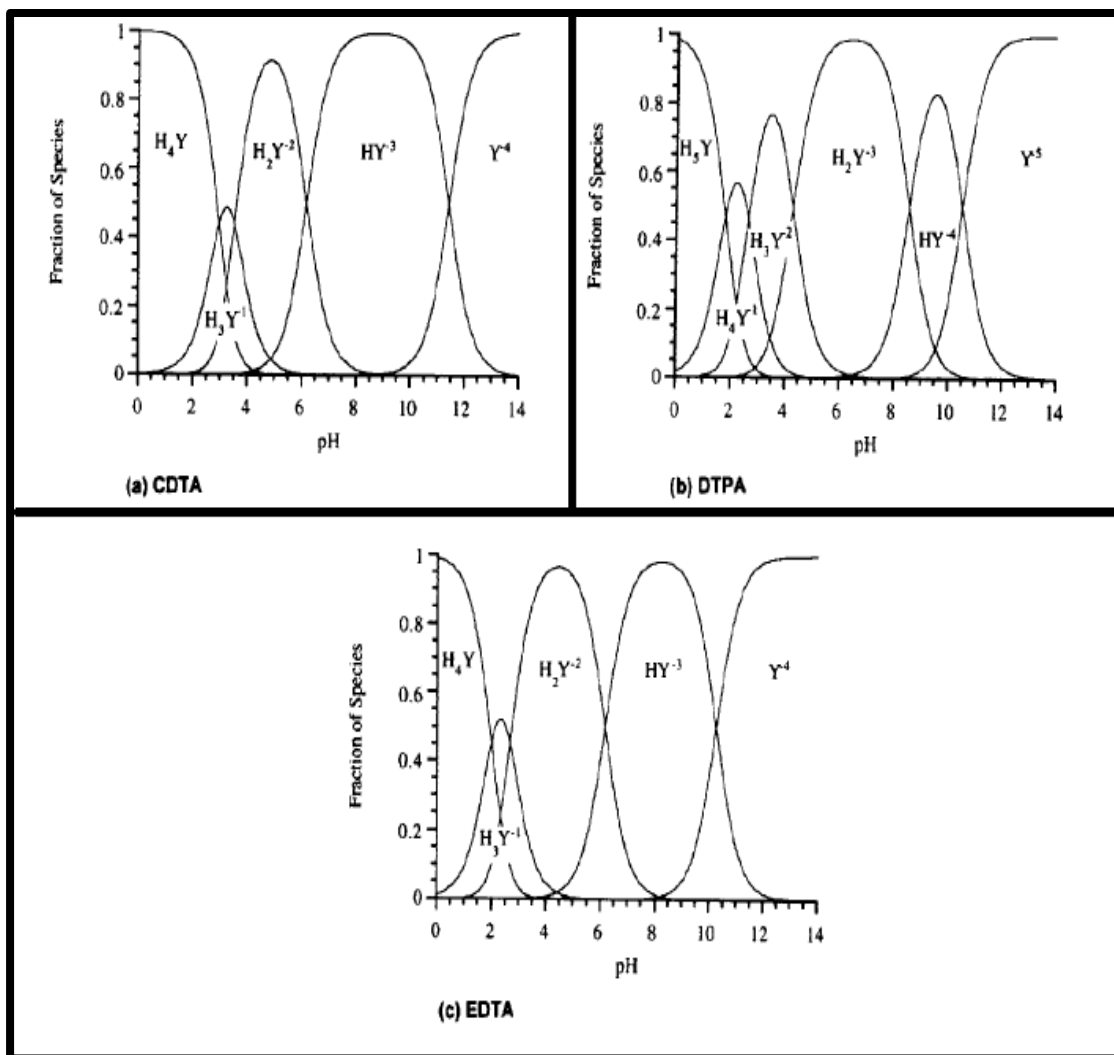 Fraction of Species
1
0.8
0.6
0.4
0.2
0
H₄Y
H₃Y⁻¹
H₂Y⁻²
HY⁻³
Y⁻⁴
0 2 4 6 8 10 12 14
pH
(a) CDTA
Fraction of Species
1
0.8
0.6
0.4
0.2
0
H₅Y
H₄Y⁻¹
H₃Y⁻²
H₂Y⁻³
HY⁻⁴
Y⁻⁵
0 2 4 6 8 10 12 14
pH
(b) DTPA
Fraction of Species
1
0.8
0.6
0.4
0.2
0
H₄Y
H₃Y⁻¹
H₂Y⁻²
HY⁻³
Y⁻⁴
0 2 4 6 8 10 12 14
pH
(c) EDTA